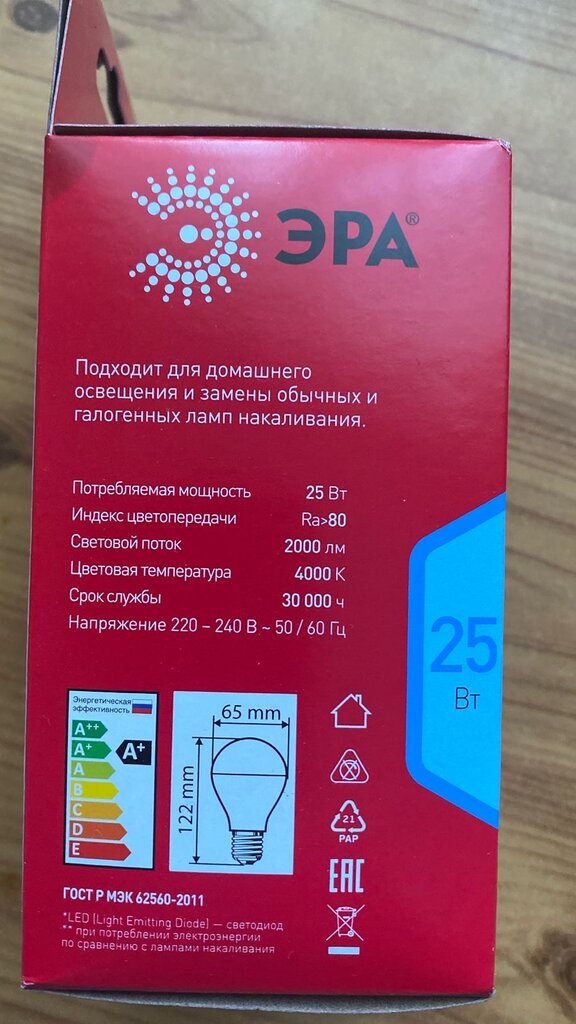 ЭРА®
Подходит для домашнего
освещения и замены обычных и
галогенных ламп накаливания.
Потребляемая мощность 25 Вт
Индекс цветопередачи Ra>80
Световой поток 2000 лм
Цветовая температура 4000 К
Срок службы 30 000 ч
Напряжение 220 – 240 В ~ 50 / 60 Гц
25
Вт
Энергетическая
эффективность
A++
A+ A+
A
B
C
D
E
65 mm
122 mm
21
PAP
EAC
ГОСТ Р МЭК 62560-2011
*LED (Light Emitting Diode) — светодиод
** при потреблении электроэнергии
по сравнению с лампами накаливания